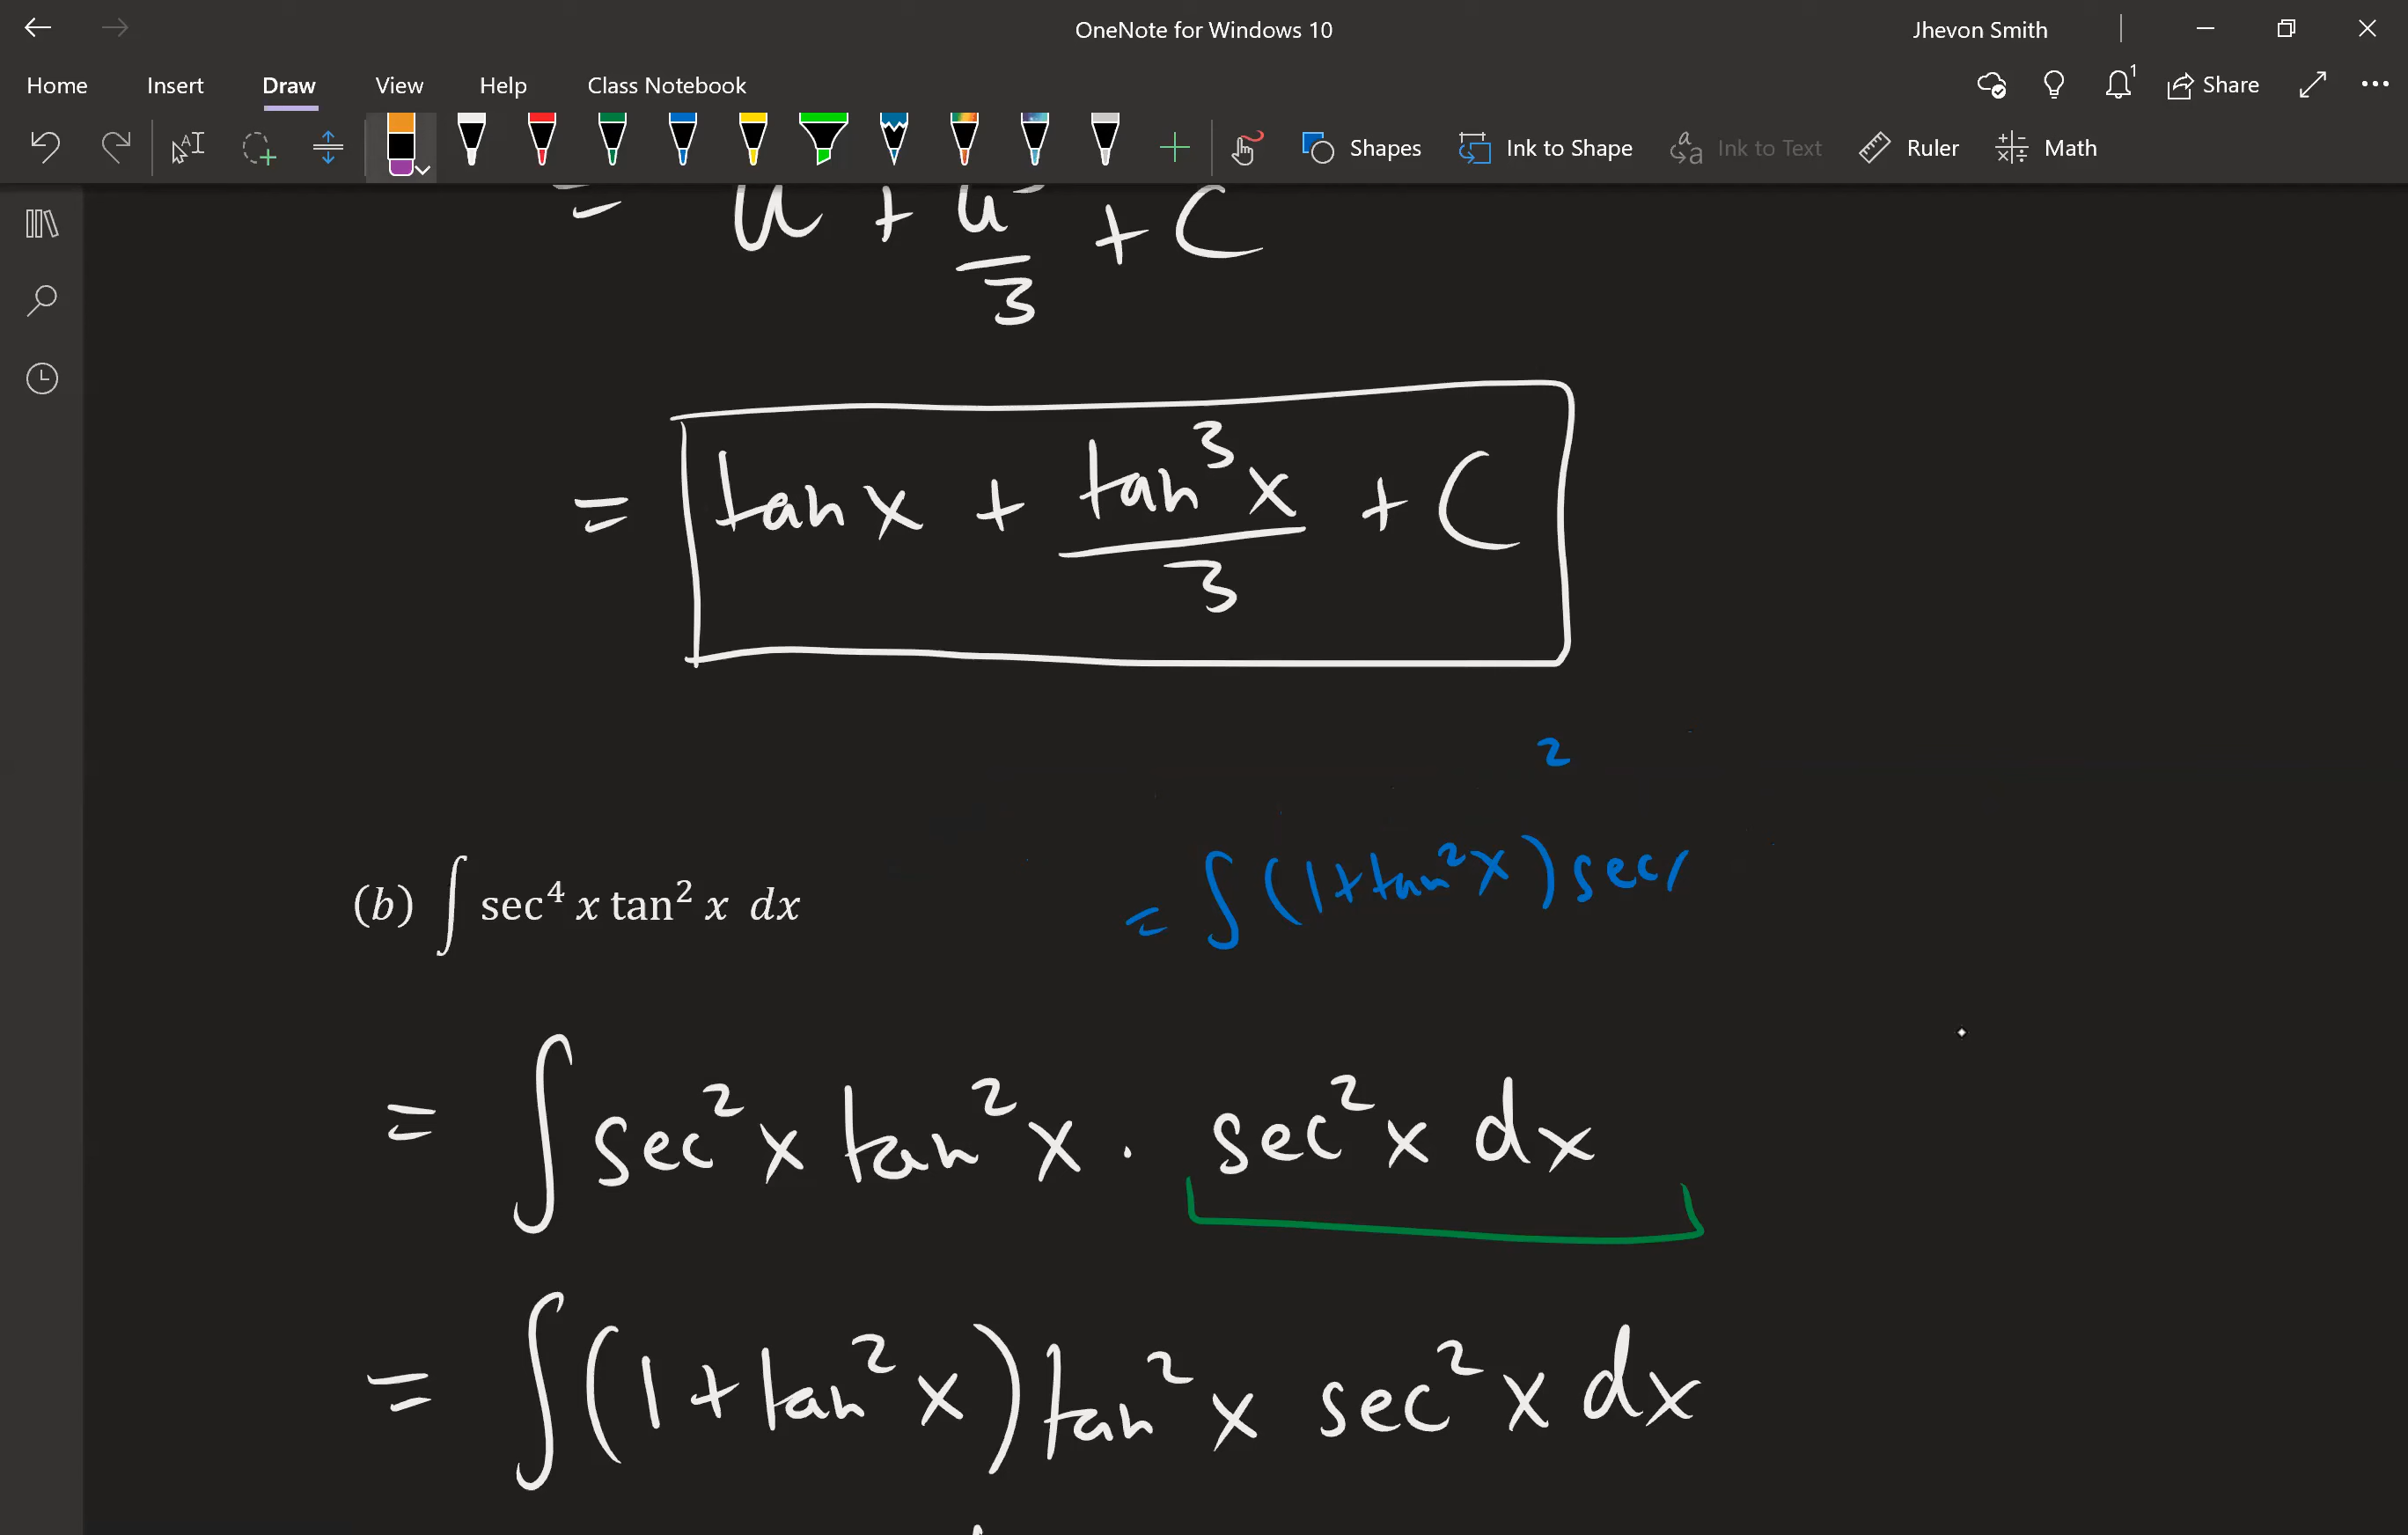 OneNote for Windows 10
Jhevon Smith
Home Insert Draw View Help Class Notebook
1 Share
Shapes Ink to Shape Ink to Text Ruler Math
= u + u/3 + C
= tan x + tan³x/3 + C
2
(b) ∫ sec⁴ x tan² x dx
= ∫(1+tan²x) sec
= ∫ sec²x tan²x · sec²x dx
= ∫(1+tan²x) tan²x sec²x dx